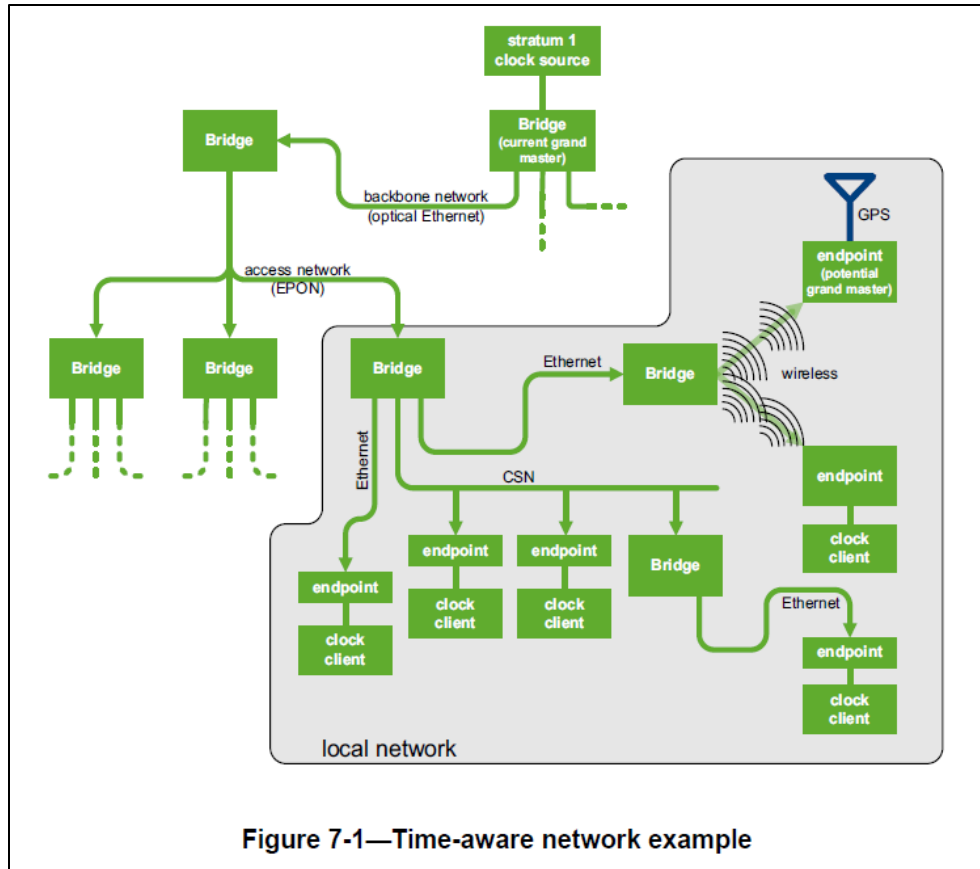 stratum 1
clock source
Bridge
Bridge
(current grand
master)
backbone network
(optical Ethernet)
GPS
endpoint
(potential
grand master)
access network
(EPON)
Bridge
Bridge
Bridge
Ethernet
Bridge
wireless
Ethernet
CSN
endpoint
clock
client
endpoint
clock
client
endpoint
clock
client
Bridge
endpoint
clock
client
Ethernet
endpoint
clock
client
local network
Figure 7-1—Time-aware network example